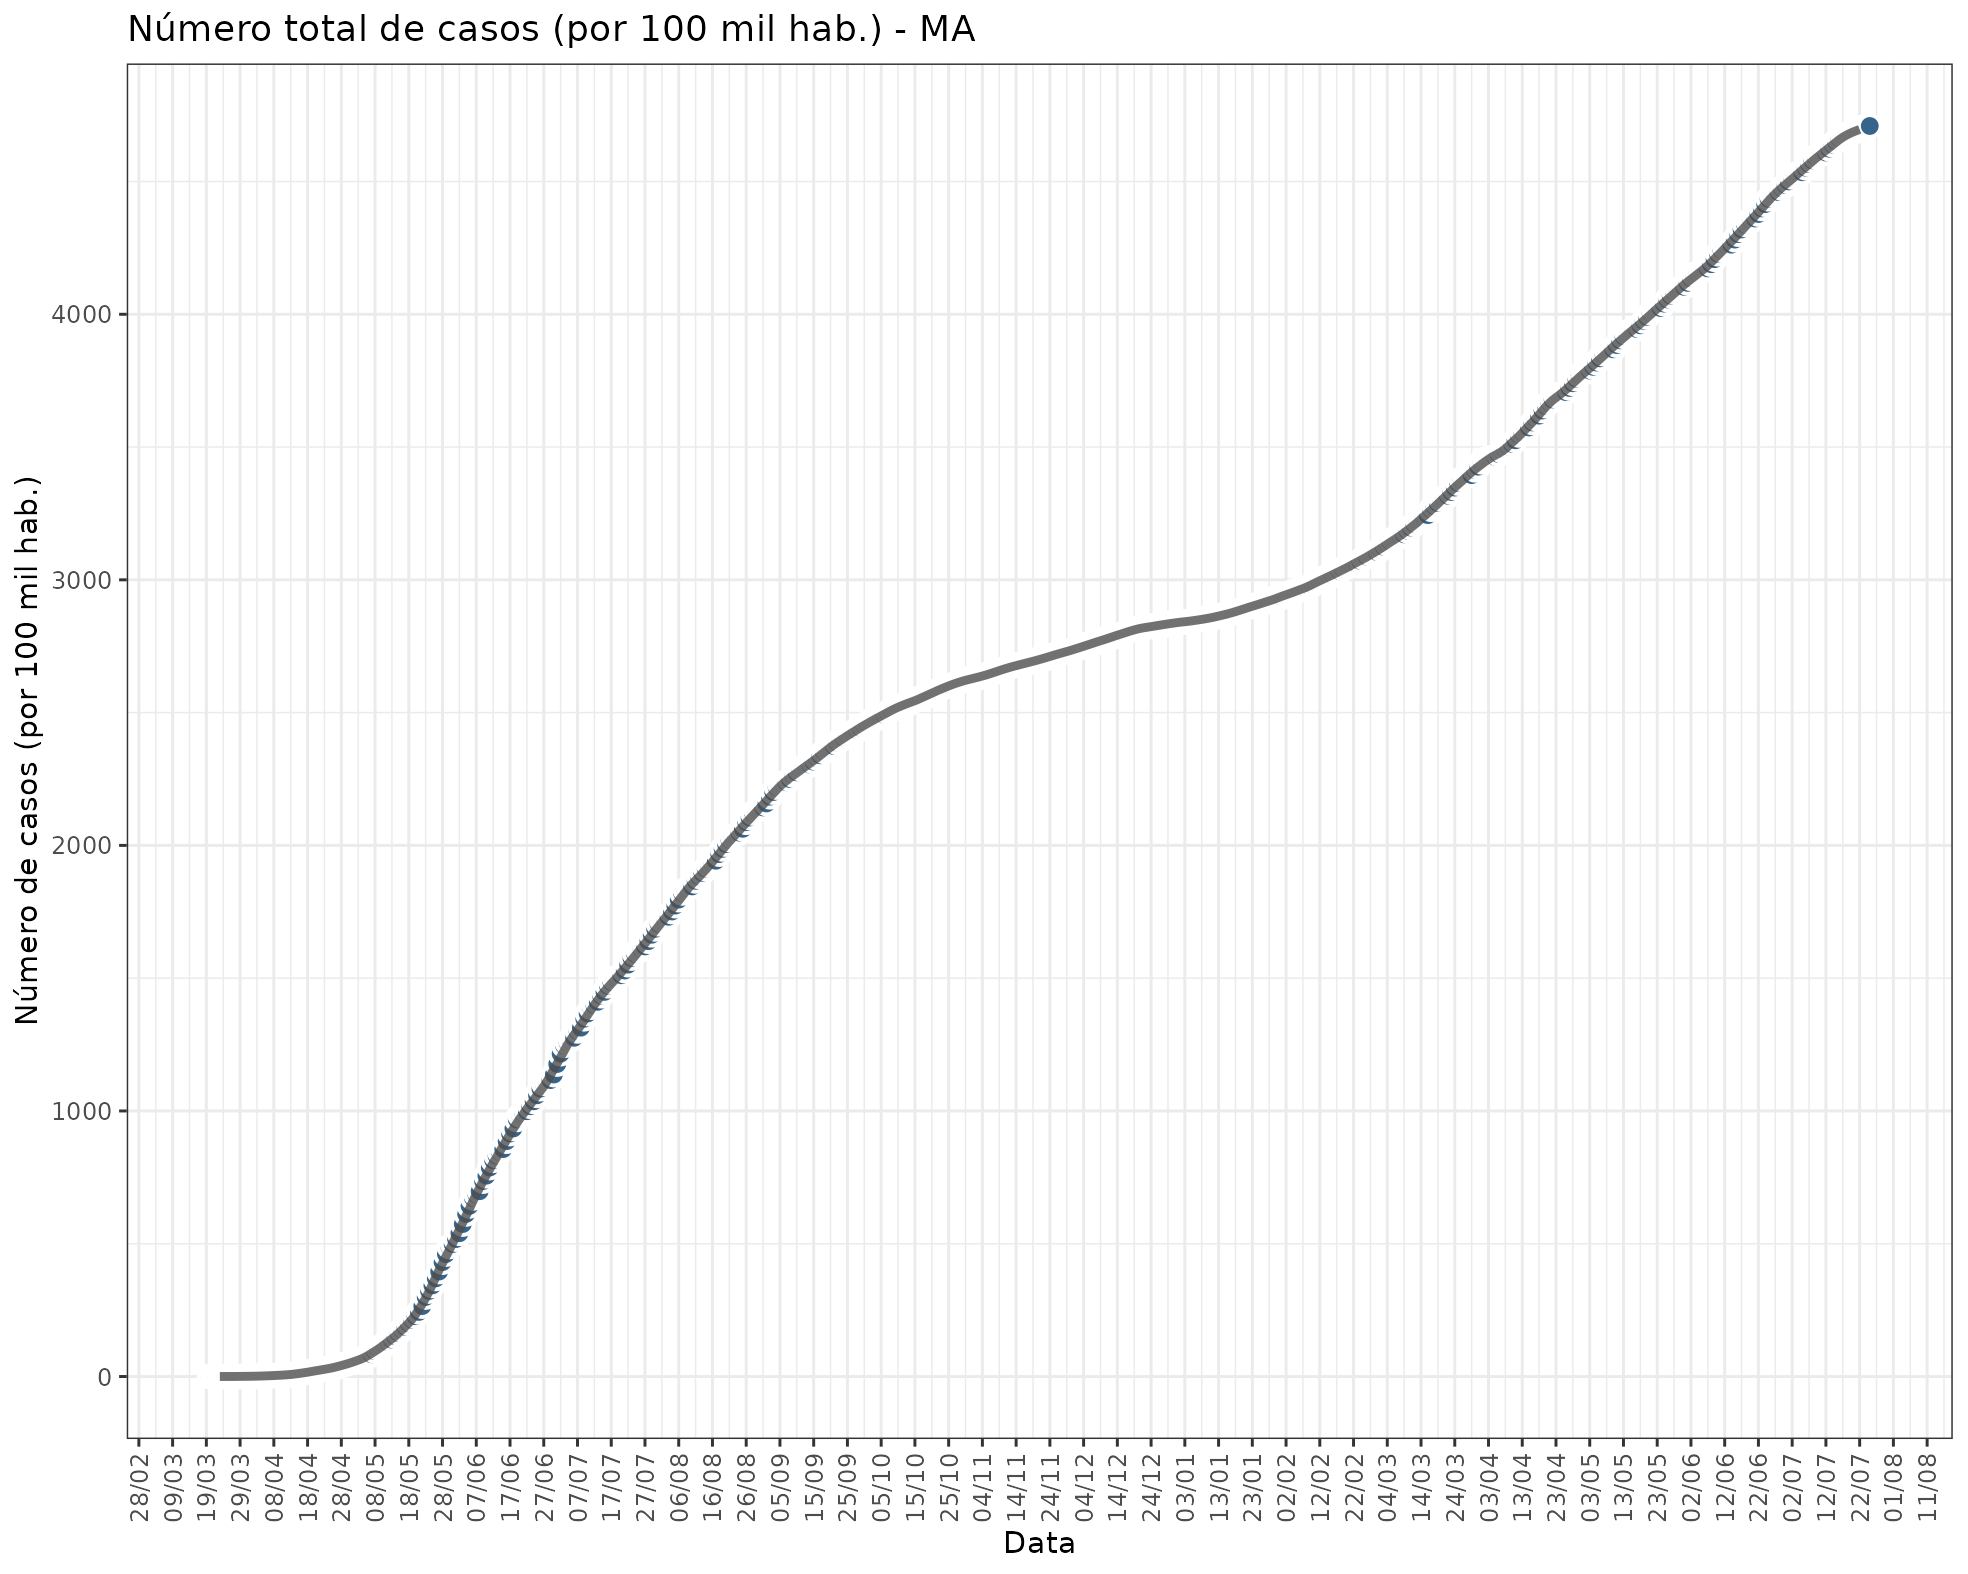 Número total de casos (por 100 mil hab.) - MA
Número de casos (por 100 mil hab.)
4000
3000
2000
1000
0
28/02 09/03 19/03 29/03 08/04 18/04 28/04 08/05 18/05 28/05 07/06 17/06 27/06 07/07 17/07 27/07 06/08 16/08 26/08 05/09 15/09 25/09 05/10 15/10 25/10 04/11 14/11 24/11 04/12 14/12 24/12 03/01 13/01 23/01 02/02 12/02 22/02 04/03 14/03 24/03 03/04 13/04 23/04 03/05 13/05 23/05 02/06 12/06 22/06 02/07 12/07 22/07 01/08 11/08
Data